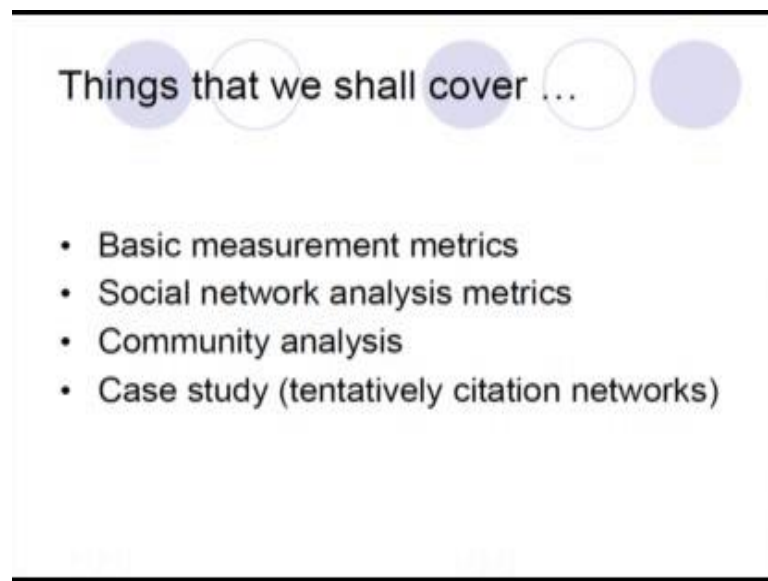 Things that we shall cover ...
• Basic measurement metrics
• Social network analysis metrics
• Community analysis
• Case study (tentatively citation networks)